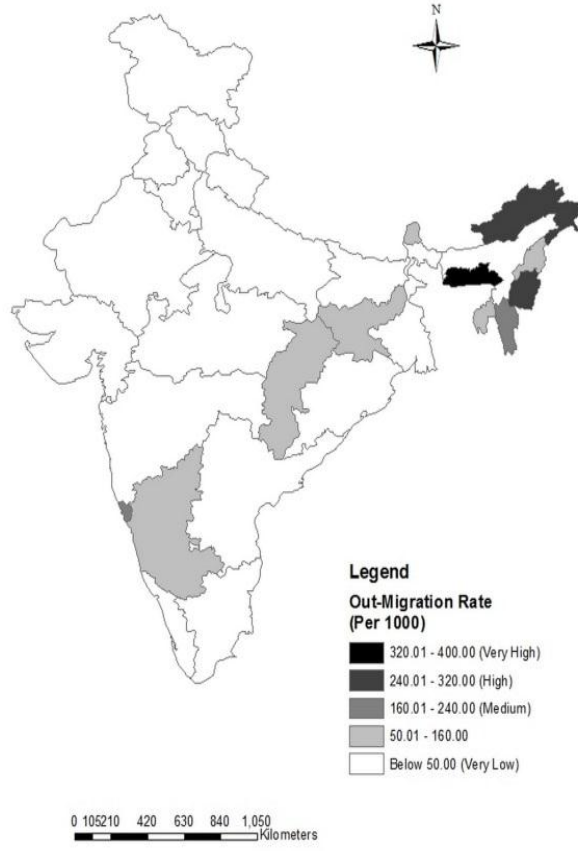 N
Legend
Out-Migration Rate
(Per 1000)
320.01 - 400.00 (Very High)
240.01 - 320.00 (High)
160.01 - 240.00 (Medium)
50.01 - 160.00
Below 50.00 (Very Low)
0 105210 420 630 840 1,050
Kilometers